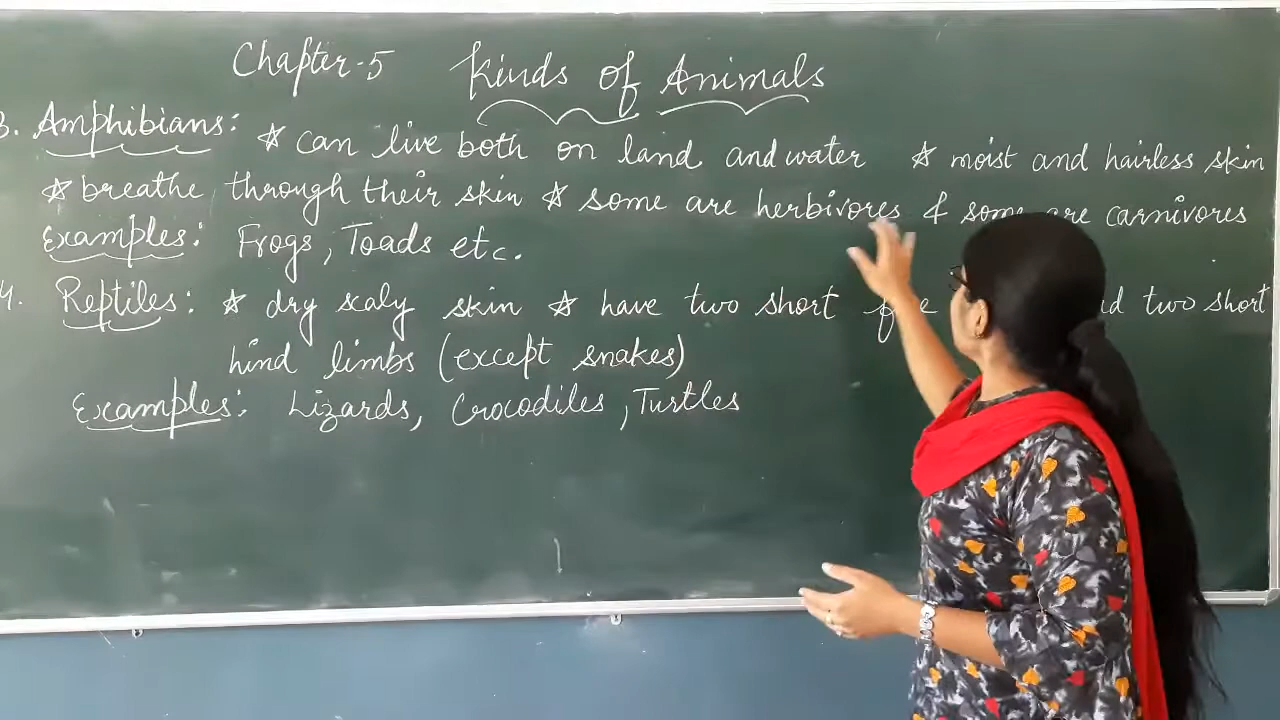 Chapter-5 Kinds of Animals
3. Amphibians: * can live both on land and water * moist and hairless skin
* breathe through their skin * some are herbivores & some are carnivores
Examples: Frogs, Toads etc.
4. Reptiles: * dry scaly skin * have two short two short
hind limbs (except snakes)
Examples: Lizards, Crocodiles, Turtles